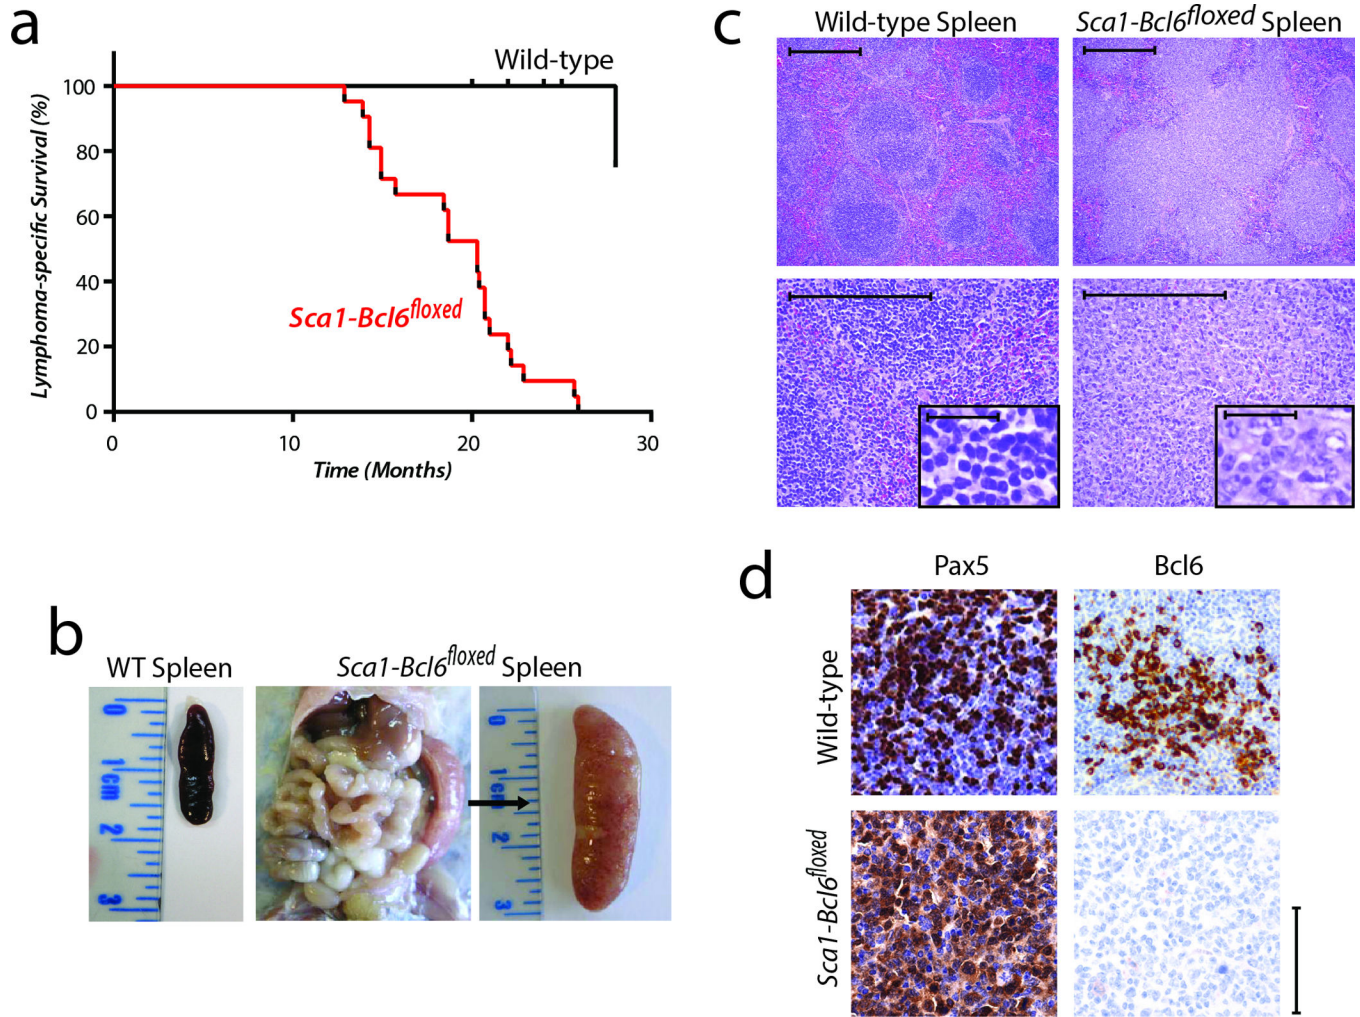 a
Wild-type
100
80
60
40
20
0
Lymphoma-specific Survival (%)
Sca1-Bcl6floxed
0
10
20
30
Time (Months)
b
WT Spleen
Sca1-Bcl6floxed Spleen
0
1cm
2
3
0
1cm
2
3
c
Wild-type Spleen
Sca1-Bcl6floxed Spleen
d
Pax5
Bcl6
Wild-type
Sca1-Bcl6floxed